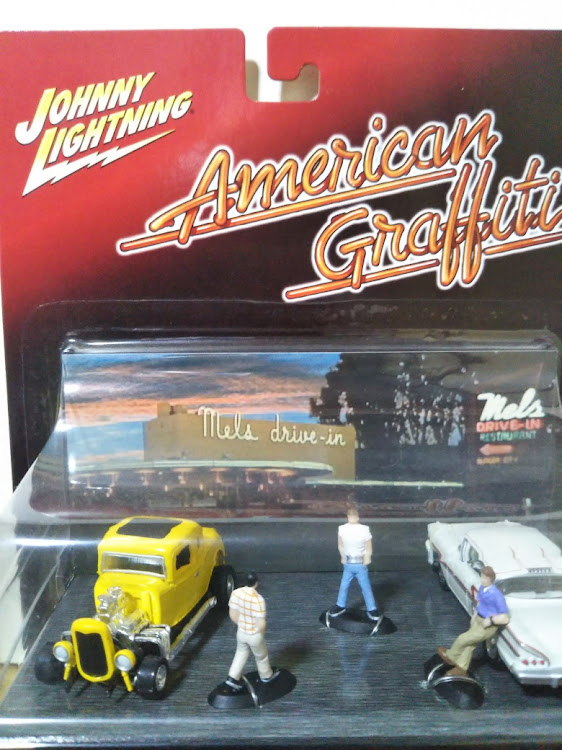 JOHNNY
LIGHTNING
American
Graffiti
Mels drive-in
Mels
DRIVE-IN
RESTAURANT